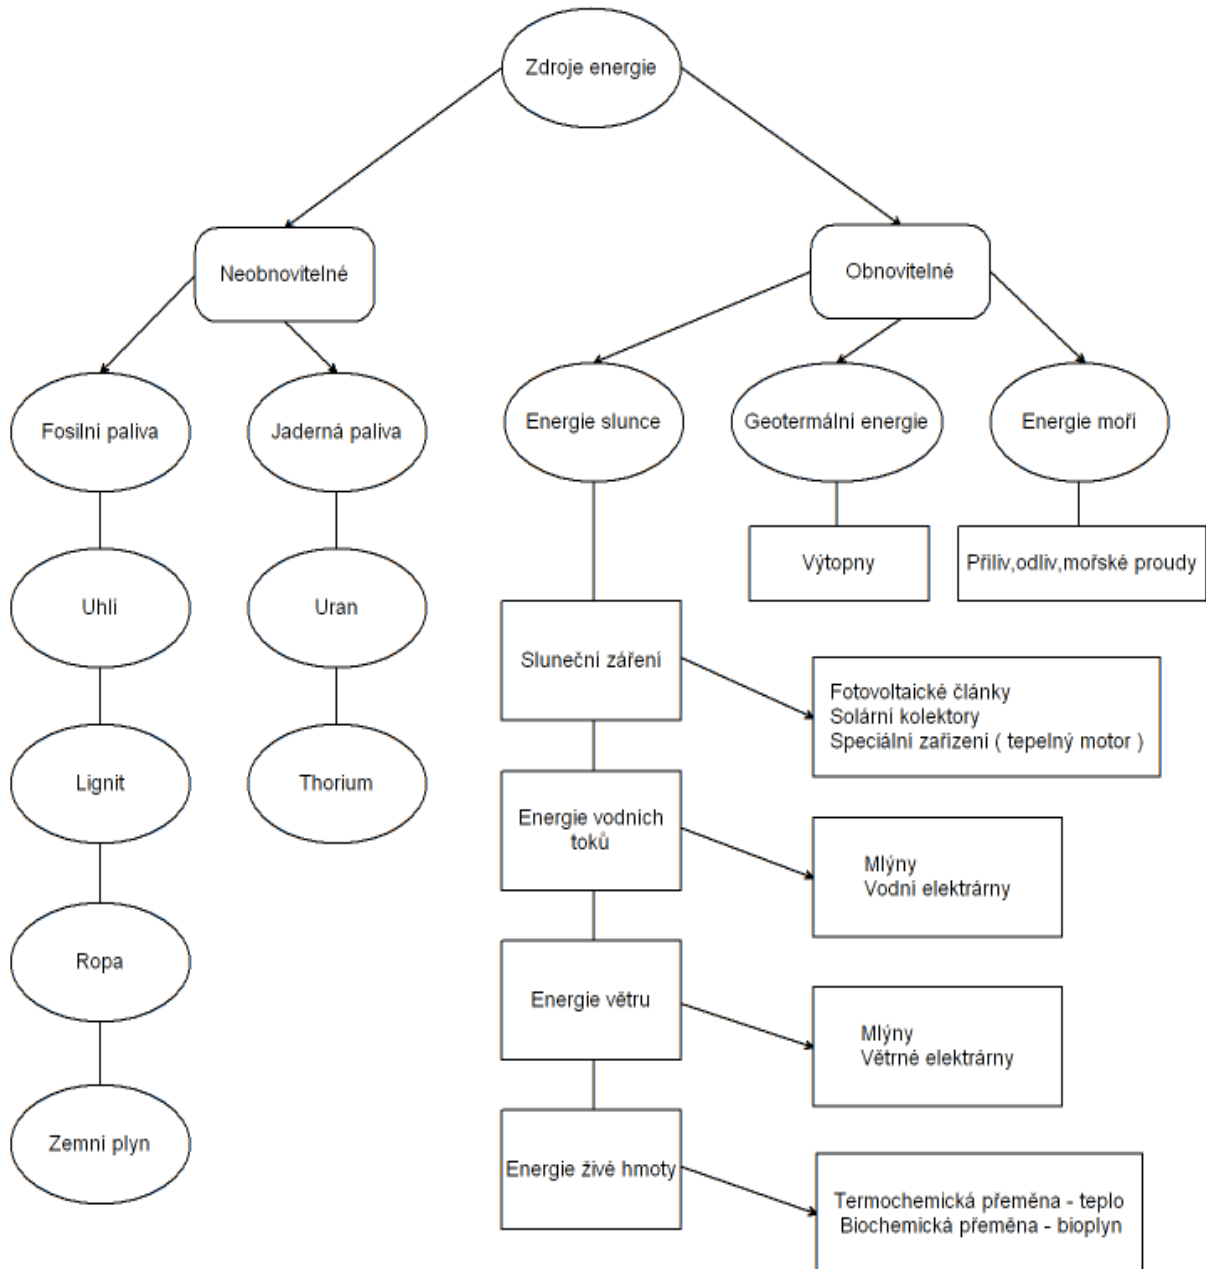 Zdroje energie
Neobnovitelné
Obnovitelné
Fosilní paliva
Jaderná paliva
Energie slunce
Geotermální energie
Energie moří
Výtopny
Příliv,odliv,mořské proudy
Uhlí
Uran
Sluneční záření
Fotovoltaické články
Solární kolektory
Speciální zařízení ( tepelný motor )
Lignit
Thorium
Energie vodních
toků
Mlýny
Vodní elektrárny
Ropa
Energie větru
Mlýny
Větrné elektrárny
Zemní plyn
Energie živé hmoty
Termochemická přeměna - teplo
Biochemická přeměna - bioplyn